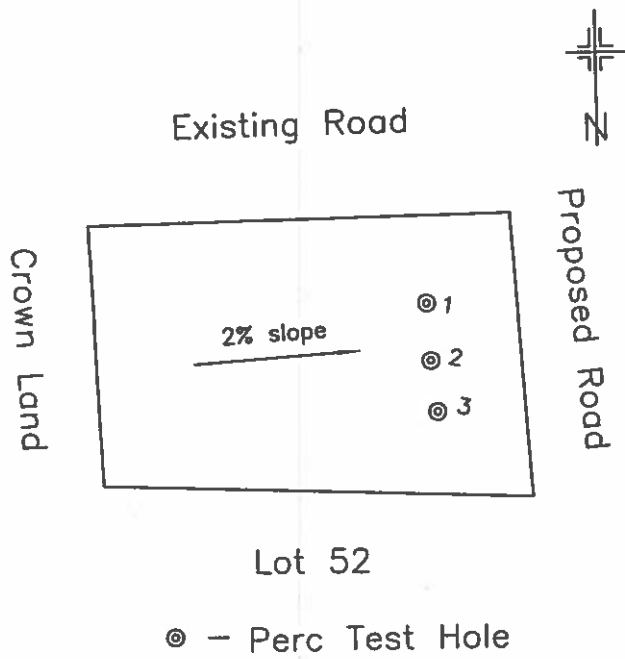 Existing Road
N
Crown Land
Proposed Road
2% slope
1
2
3
Lot 52
◎ - Perc Test Hole